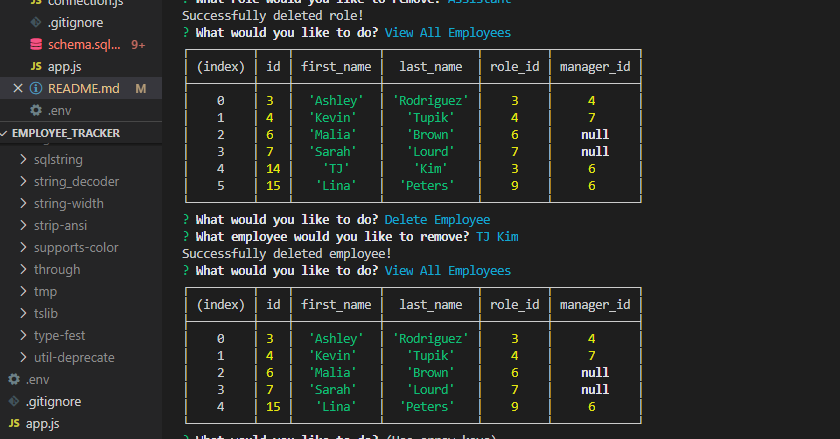 connection.js
.gitignore
schema.sql... 9+
app.js
README.md M
.env
EMPLOYEE_TRACKER
sqlstring
string_decoder
string-width
strip-ansi
supports-color
through
tmp
tslib
type-fest
util-deprecate
.env
.gitignore
app.js
? What role would you like to remove? Assistant
Successfully deleted role!
? What would you like to do? View All Employees
(index) id first_name last_name role_id manager_id
0 3 'Ashley' 'Rodriguez' 3 4
1 4 'Kevin' 'Tupik' 4 7
2 6 'Malia' 'Brown' 6 null
3 7 'Sarah' 'Lourd' 7 null
4 14 'TJ' 'Kim' 3 6
5 15 'Lina' 'Peters' 9 6
? What would you like to do? Delete Employee
? What employee would you like to remove? TJ Kim
Successfully deleted employee!
? What would you like to do? View All Employees
(index) id first_name last_name role_id manager_id
0 3 'Ashley' 'Rodriguez' 3 4
1 4 'Kevin' 'Tupik' 4 7
2 6 'Malia' 'Brown' 6 null
3 7 'Sarah' 'Lourd' 7 null
4 15 'Lina' 'Peters' 9 6
? What would you like to do? (Use arrow keys)